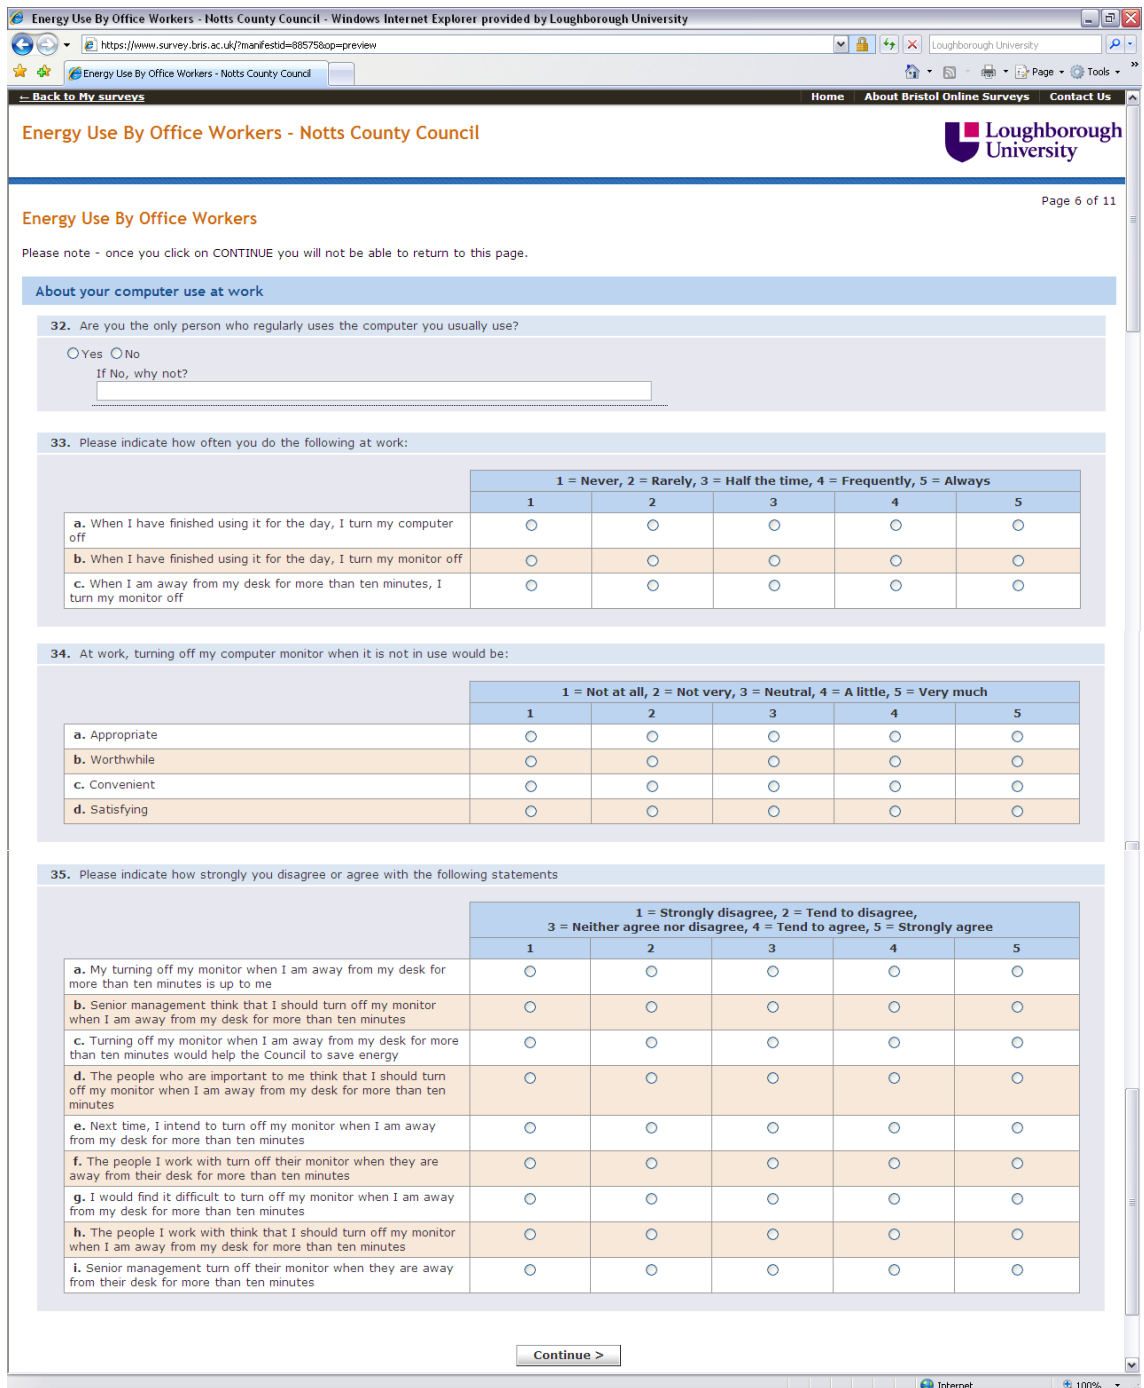 Energy Use By Office Workers - Notts County Council - Windows Internet Explorer provided by Loughborough University
https://www.survey.bris.ac.uk/?manifestid=88575&op=preview
Loughborough University
Energy Use By Office Workers - Notts County Council
Page
Tools
← Back to My surveys
Home
About Bristol Online Surveys
Contact Us
Energy Use By Office Workers - Notts County Council
Loughborough
University
Page 6 of 11
Energy Use By Office Workers
Please note - once you click on CONTINUE you will not be able to return to this page.
About your computer use at work
32. Are you the only person who regularly uses the computer you usually use?
Yes No
If No, why not?
33. Please indicate how often you do the following at work:
1 = Never, 2 = Rarely, 3 = Half the time, 4 = Frequently, 5 = Always
1 2 3 4 5
a. When I have finished using it for the day, I turn my computer
off
b. When I have finished using it for the day, I turn my monitor off
c. When I am away from my desk for more than ten minutes, I
turn my monitor off
34. At work, turning off my computer monitor when it is not in use would be:
1 = Not at all, 2 = Not very, 3 = Neutral, 4 = A little, 5 = Very much
1 2 3 4 5
a. Appropriate
b. Worthwhile
c. Convenient
d. Satisfying
35. Please indicate how strongly you disagree or agree with the following statements
1 = Strongly disagree, 2 = Tend to disagree,
3 = Neither agree nor disagree, 4 = Tend to agree, 5 = Strongly agree
1 2 3 4 5
a. My turning off my monitor when I am away from my desk for
more than ten minutes is up to me
b. Senior management think that I should turn off my monitor
when I am away from my desk for more than ten minutes
c. Turning off my monitor when I am away from my desk for more
than ten minutes would help the Council to save energy
d. The people who are important to me think that I should turn
off my monitor when I am away from my desk for more than ten
minutes
e. Next time, I intend to turn off my monitor when I am away
from my desk for more than ten minutes
f. The people I work with turn off their monitor when they are
away from their desk for more than ten minutes
g. I would find it difficult to turn off my monitor when I am away
from my desk for more than ten minutes
h. The people I work with think that I should turn off my monitor
when I am away from my desk for more than ten minutes
i. Senior management turn off their monitor when they are away
from their desk for more than ten minutes
Continue >
Internet
100%